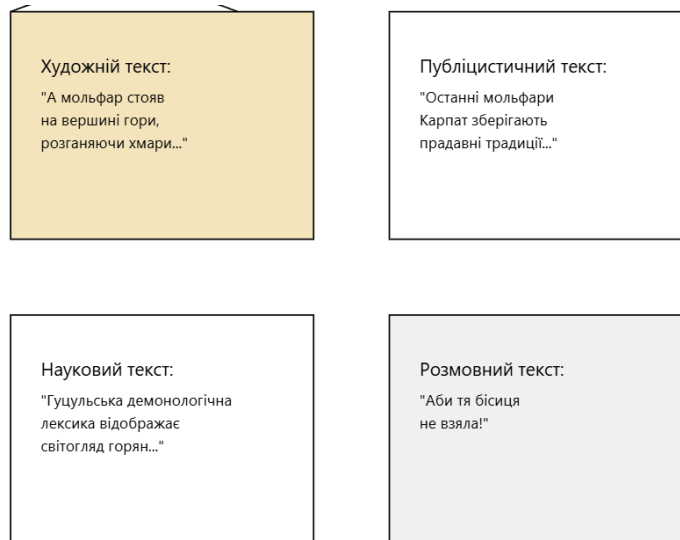 Художній текст:
"А мольфар стояв
на вершині гори,
розганяючи хмари..."
Публіцистичний текст:
"Останні мольфари
Карпат зберігають
прадавні традиції..."
Науковий текст:
"Гуцульська демонологічна
лексика відображає
світогляд горян..."
Розмовний текст:
"Аби тя бісиця
не взяла!"